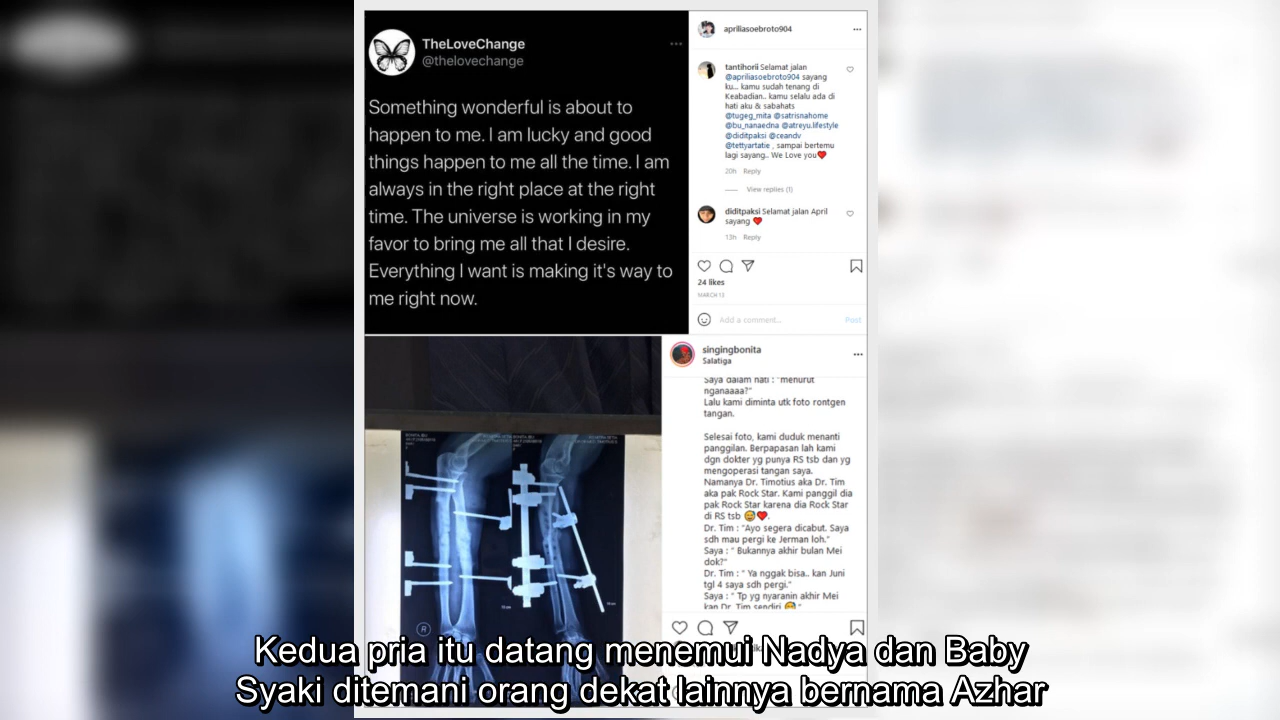 TheLoveChange
@thelovechange
Something wonderful is about to
happen to me. I am lucky and good
things happen to me all the time. I am
always in the right place at the right
time. The universe is working in my
favor to bring me all that I desire.
Everything I want is making it's way to
me right now.
apriliasoebroto904
tantihorii Selamat jalan
@apriliasoebroto904 sayang
ku... kamu sudah tenang di
Keabadian.. kamu selalu ada di
hati aku & sabahats
@tugeg_mita @satrisnahome
@bu_nanaedna @atreyu.lifestyle
@diditpaksi @ceandv
@tettyartatie , sampai bertemu
lagi sayang.. We Love you❤️
20h Reply
View replies (1)
diditpaksi Selamat jalan April
sayang ❤️
13h Reply
24 likes
MARCH 13
Add a comment... Post
singingbonita
Salatiga
Saya dalam hati : "menurut
nganaaaa?"
Lalu kami diminta utk foto rontgen
tangan.
Selesai foto, kami duduk menanti
panggilan. Berpapasan lah kami
dgn dokter yg punya RS tsb dan yg
mengoperasi tangan saya.
Namanya Dr. Timotius aka Dr. Tim
aka pak Rock Star. Kami panggil dia
pak Rock Star karena dia Rock Star
di RS tsb 😅❤️.
Dr. Tim : "Ayo segera dicabut. Saya
sdh mau pergi ke Jerman loh."
Saya : " Bukannya akhir bulan Mei
dok?"
Dr. Tim : " Ya nggak bisa.. kan Juni
tgl 4 saya sdh pergi."
Saya : " Tp yg nyaranin akhir Mei
kan Dr. Tim sendiri 😅 "
R
Kedua pria itu datang menemui Nadya dan Baby
Syaki ditemani orang dekat lainnya bernama Azhar